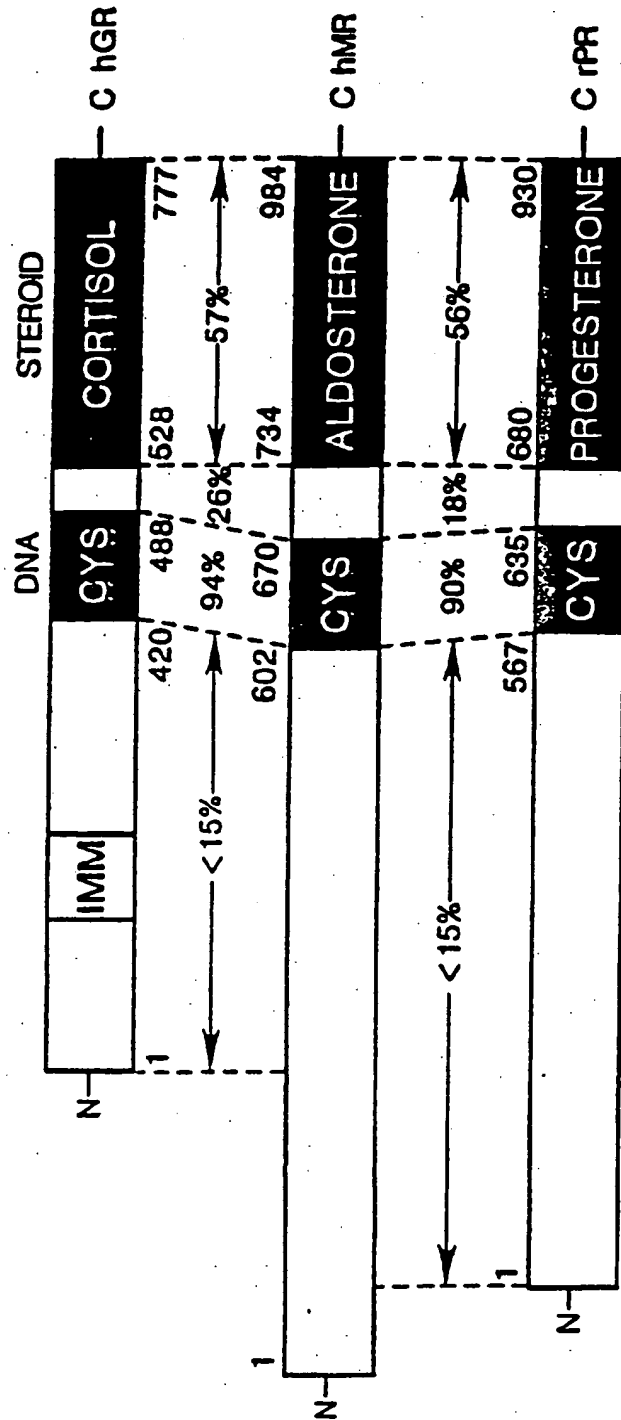 DNA STEROID
N IMM CYS CORTISOL C hGR
1 420 488 528 777
<15% 94% 26% 57%
1 602 670 734 984
N CYS ALDOSTERONE C hMR
<15% 90% 18% 56%
1 567 635 680 930
N CYS PROGESTERONE C rPR